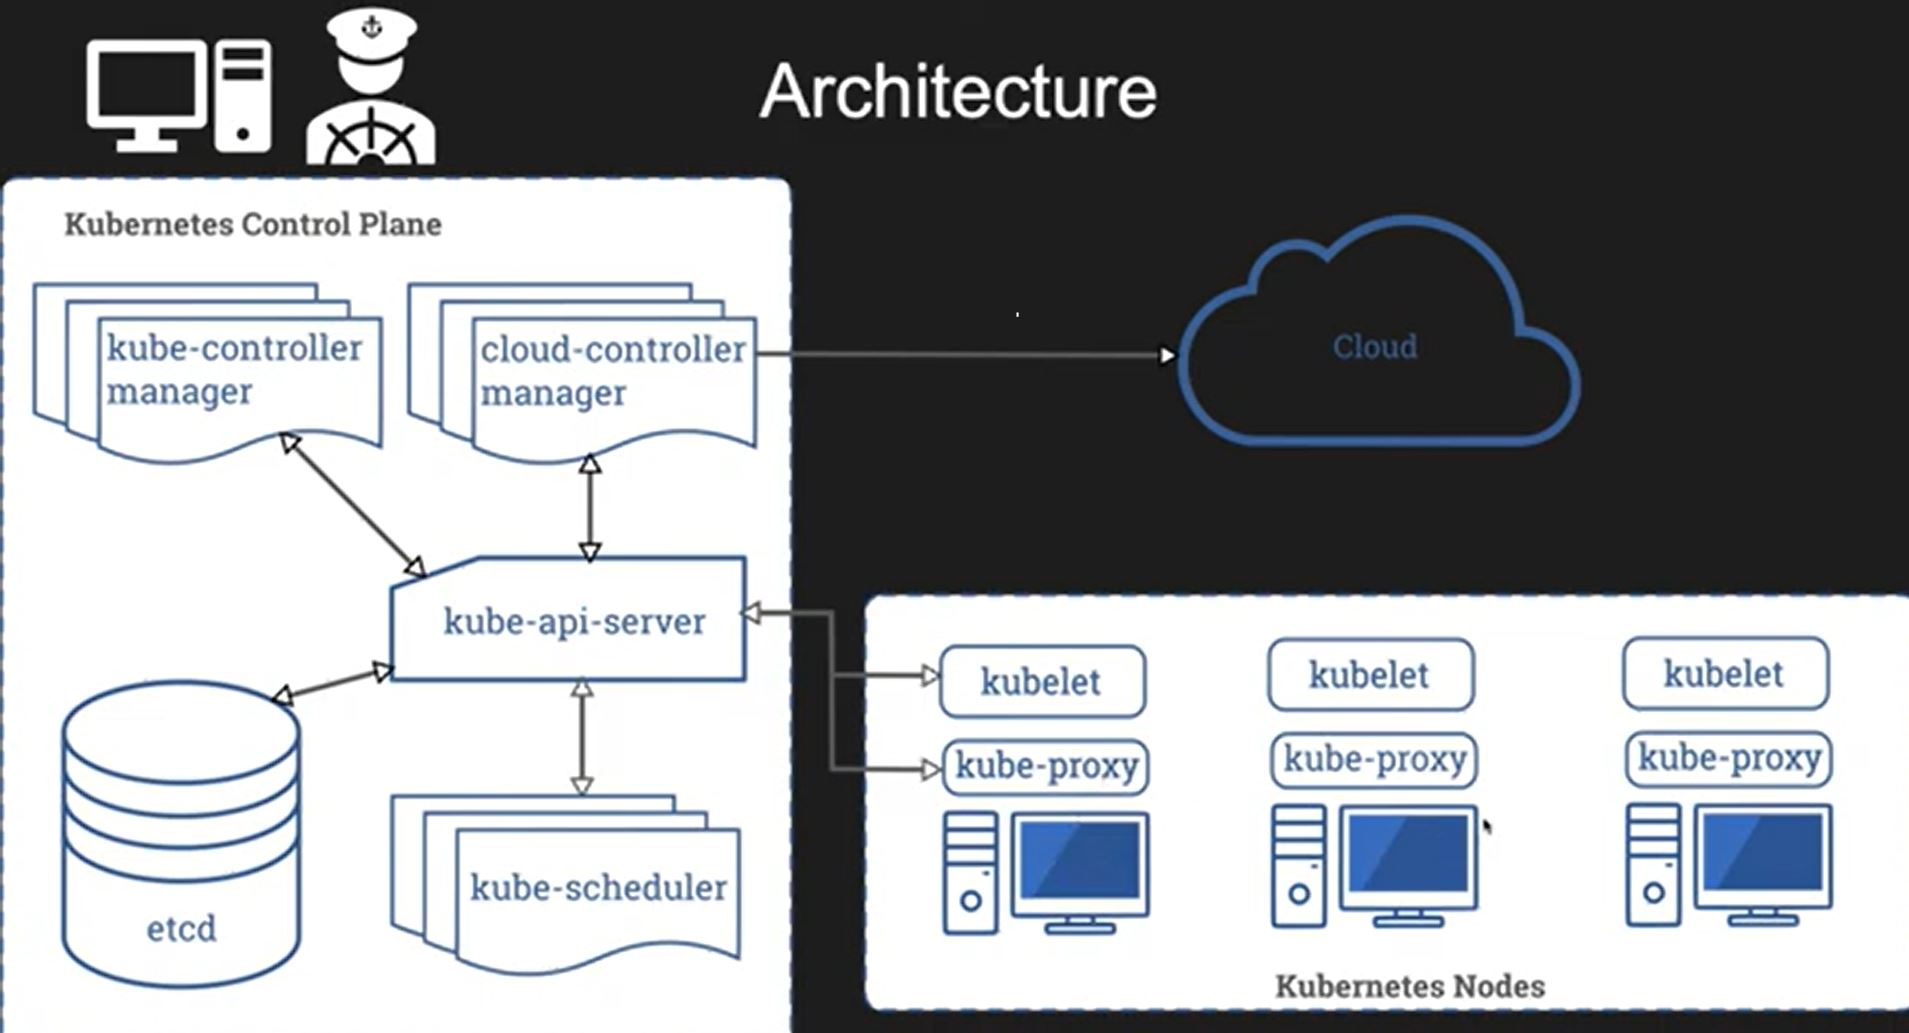 Architecture
Kubernetes Control Plane
kube-controller
manager
cloud-controller
manager
Cloud
kube-api-server
etcd
kube-scheduler
kubelet
kube-proxy
kubelet
kube-proxy
kubelet
kube-proxy
Kubernetes Nodes